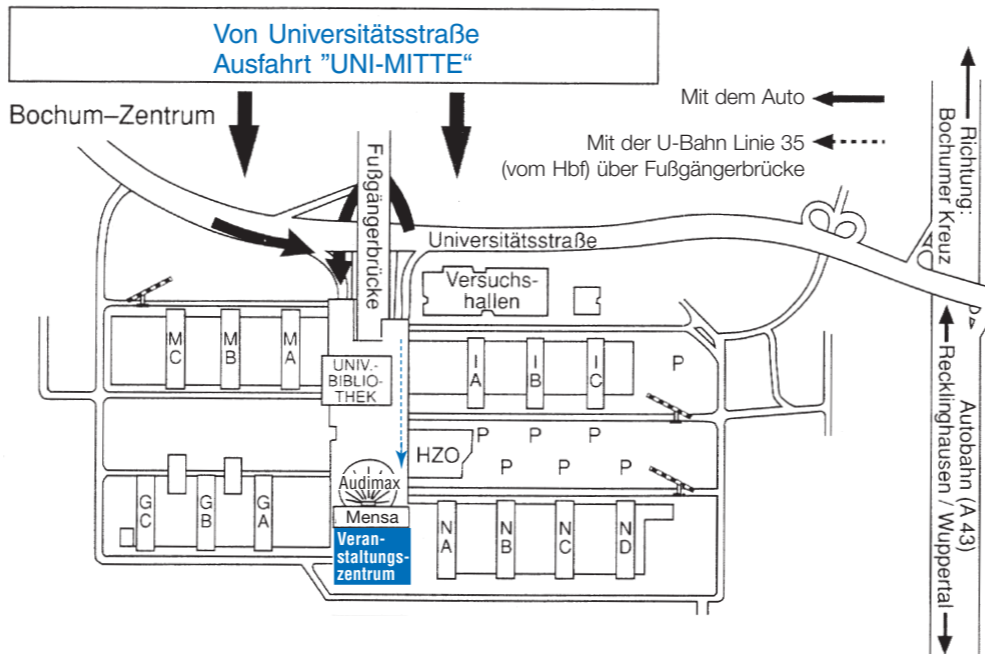 Von Universitätsstraße
Ausfahrt "UNI-MITTE“
Bochum–Zentrum
Mit dem Auto
Mit der U-Bahn Linie 35
(vom Hbf) über Fußgängerbrücke
Fußgängerbrücke
Universitätsstraße
Richtung:
Bochumer Kreuz
Versuchs-
hallen
MC
MB
MA
UNIV.-
BIBLIO-
THEK
IA
IB
IC
P
P
P
P
P
HZO
P
P
P
Audimax
Mensa
Veran-
staltungs-
zentrum
GC
GB
GA
NA
NB
NC
ND
Autobahn (A 43)
Recklinghausen / Wuppertal